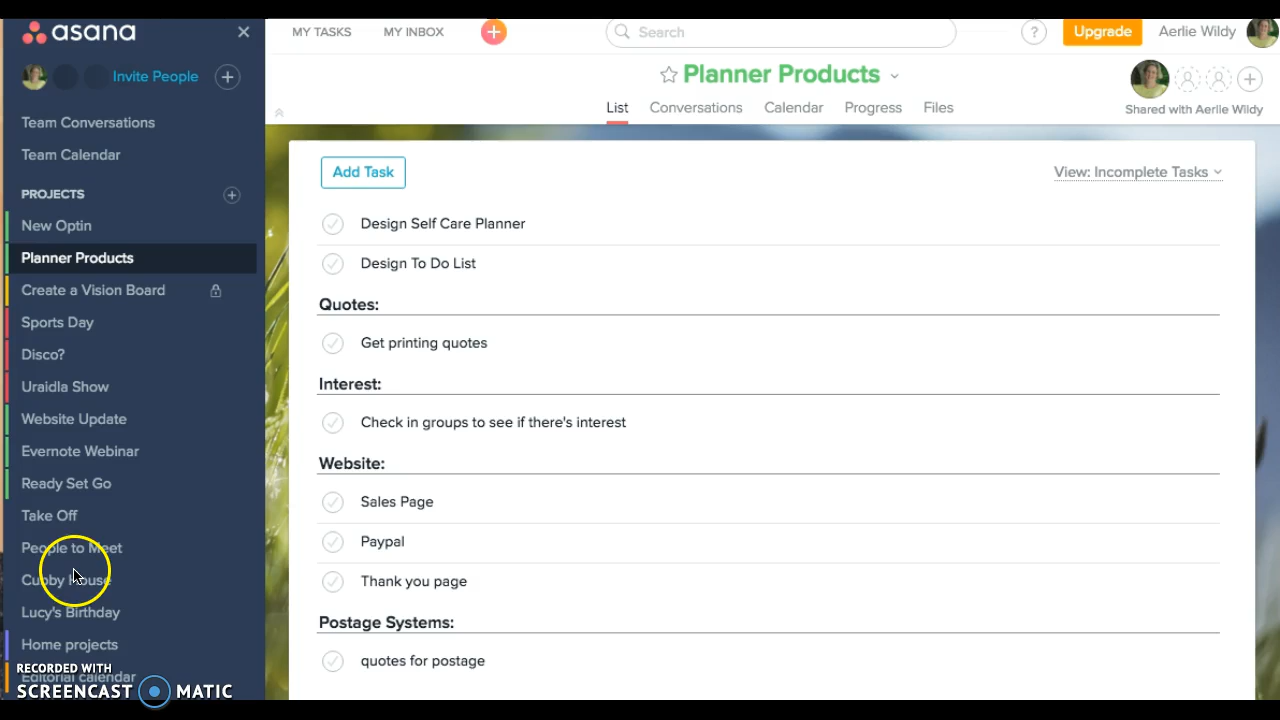 asana
Invite People
Team Conversations
Team Calendar
PROJECTS
New Optin
Planner Products
Create a Vision Board
Sports Day
Disco?
Uraidla Show
Website Update
Evernote Webinar
Ready Set Go
Take Off
People to Meet
Cubby House
Lucy's Birthday
Home projects
Editorial calendar
RECORDED WITH
SCREENCAST MATIC
MY TASKS
MY INBOX
Search
?
Upgrade
Aerlie Wildy
Planner Products
List
Conversations
Calendar
Progress
Files
Shared with Aerlie Wildy
Add Task
View: Incomplete Tasks
Design Self Care Planner
Design To Do List
Quotes:
Get printing quotes
Interest:
Check in groups to see if there's interest
Website:
Sales Page
Paypal
Thank you page
Postage Systems:
quotes for postage